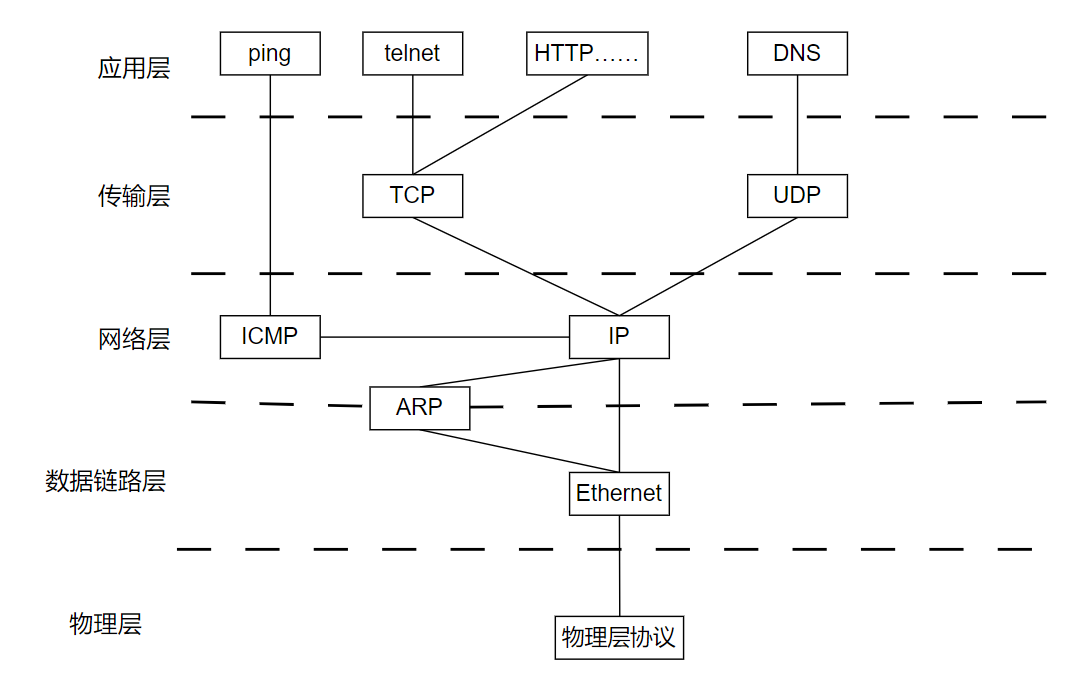 应用层
ping
telnet
HTTP……
DNS
传输层
TCP
UDP
网络层
ICMP
IP
ARP
数据链路层
Ethernet
物理层
物理层协议